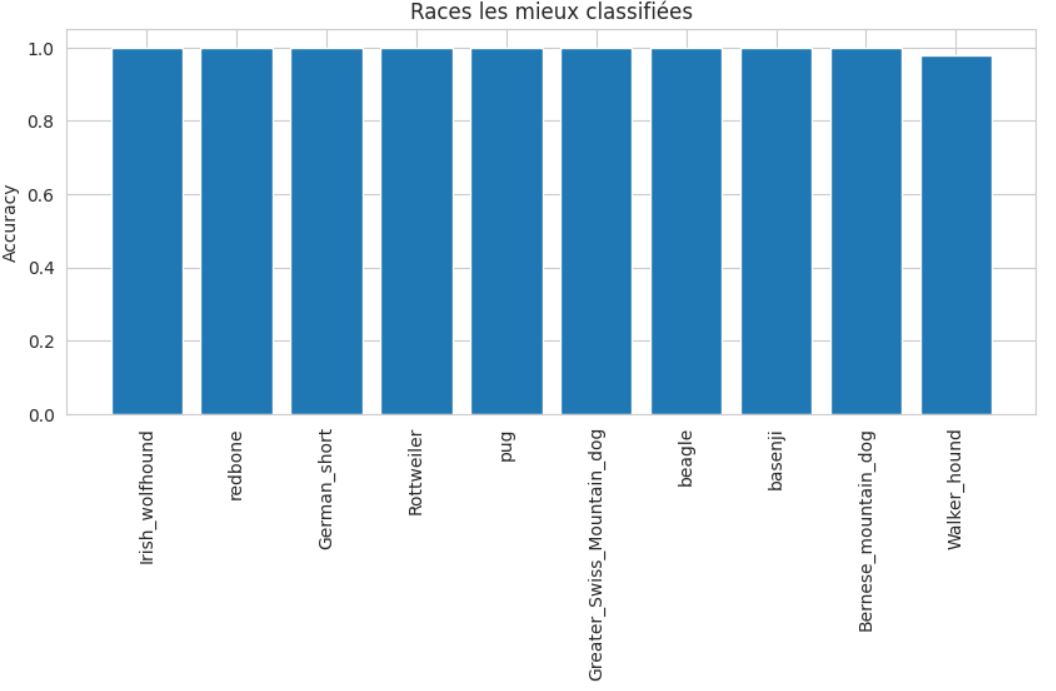 Races les mieux classifiées
Accuracy
1.0
0.8
0.6
0.4
0.2
0.0
Irish_wolfhound
redbone
German_short
Rottweiler
pug
Greater_Swiss_Mountain_dog
beagle
basenji
Bernese_mountain_dog
Walker_hound